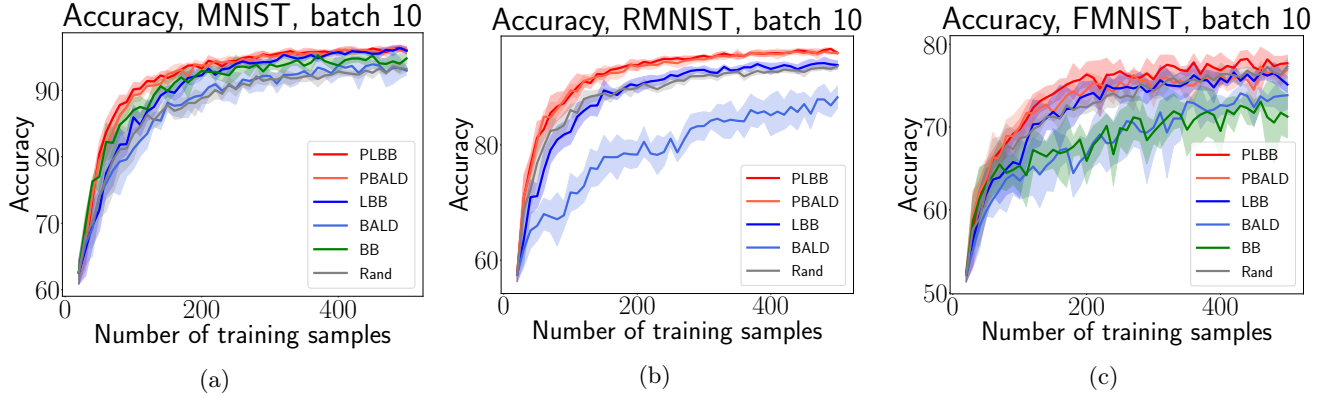 Accuracy, MNIST, batch 10
Accuracy
90
80
70
60
0
200
400
PLBB
PBALD
LBB
BALD
BB
Rand
Number of training samples
(a)
Accuracy, RMNIST, batch 10
Accuracy
80
60
0
200
400
PLBB
PBALD
LBB
BALD
Rand
Number of training samples
(b)
Accuracy, FMNIST, batch 10
Accuracy
80
70
60
50
0
200
400
PLBB
PBALD
LBB
BALD
BB
Rand
Number of training samples
(c)